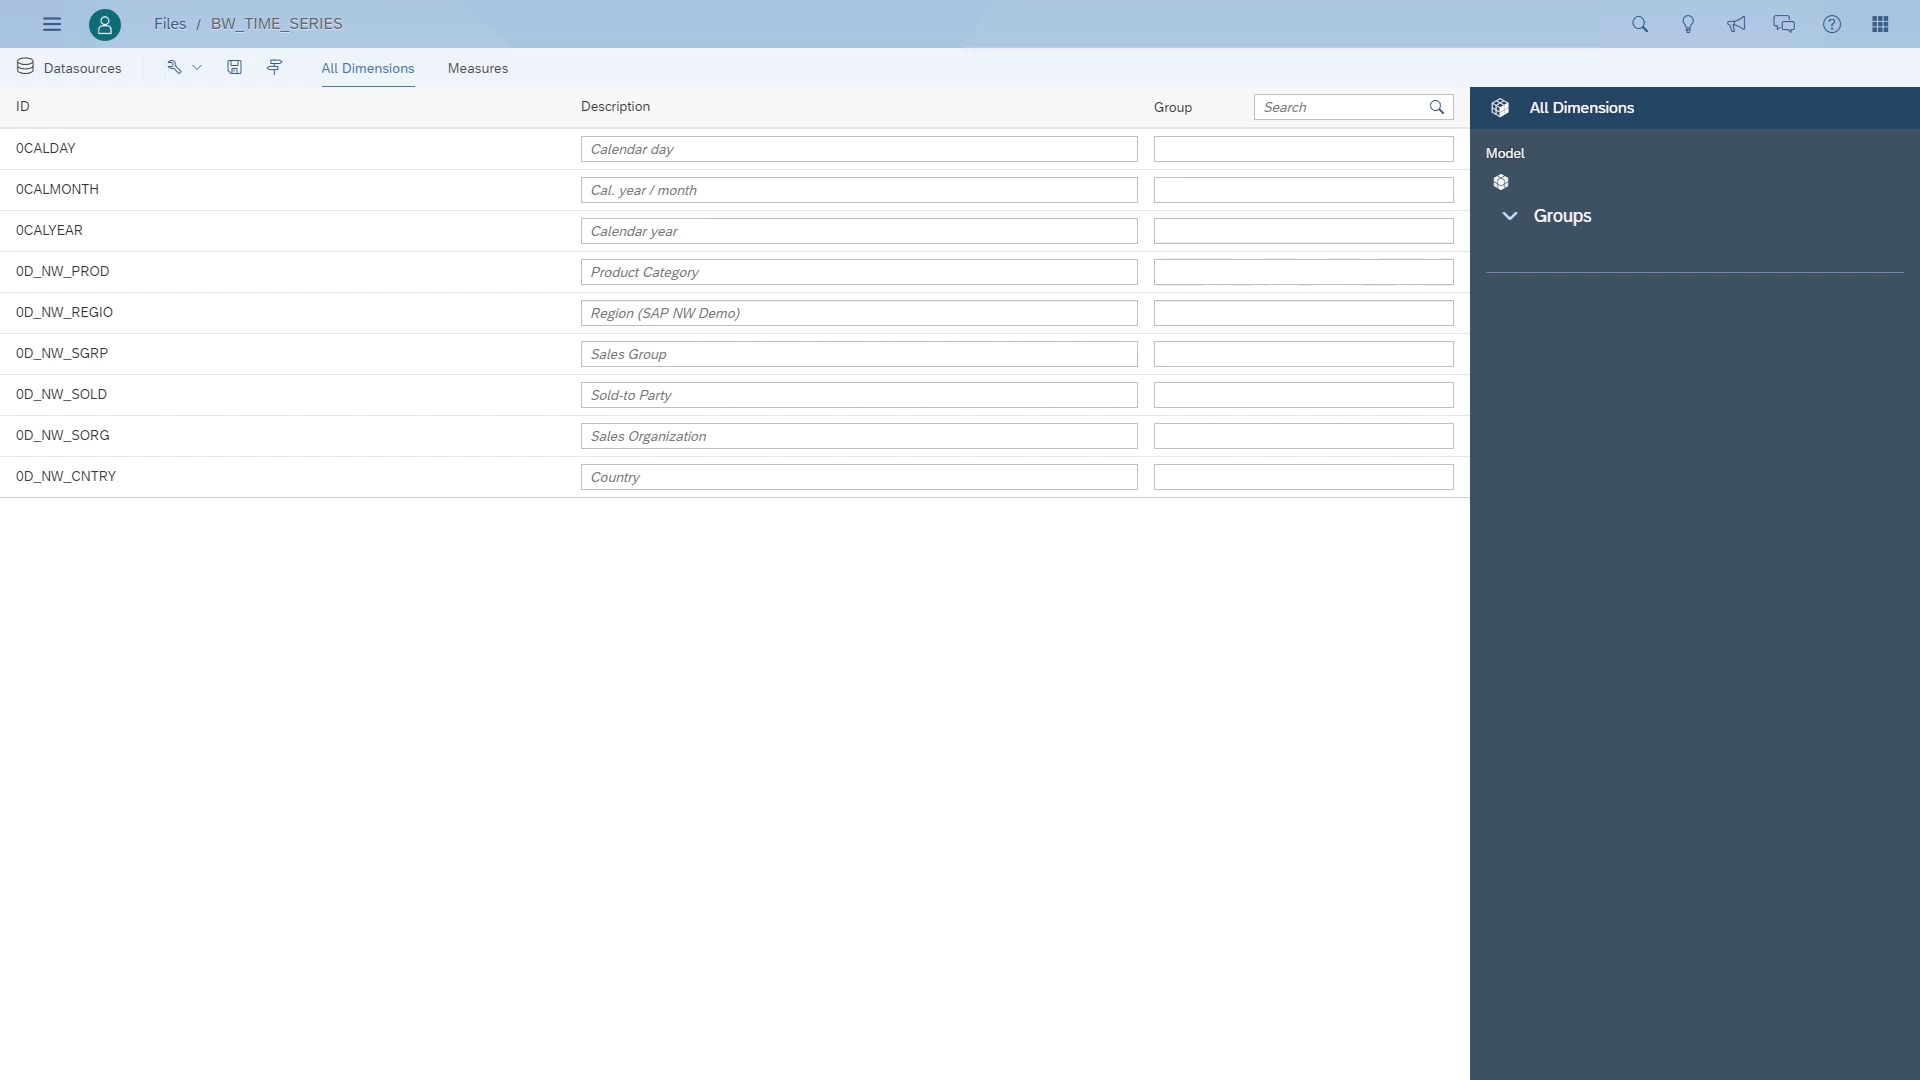 Files / BW_TIME_SERIES
Datasources All Dimensions Measures
ID Description Group Search All Dimensions
Model
Groups
0CALDAY Calendar day
0CALMONTH Cal. year / month
0CALYEAR Calendar year
0D_NW_PROD Product Category
0D_NW_REGIO Region (SAP NW Demo)
0D_NW_SGRP Sales Group
0D_NW_SOLD Sold-to Party
0D_NW_SORG Sales Organization
0D_NW_CNTRY Country